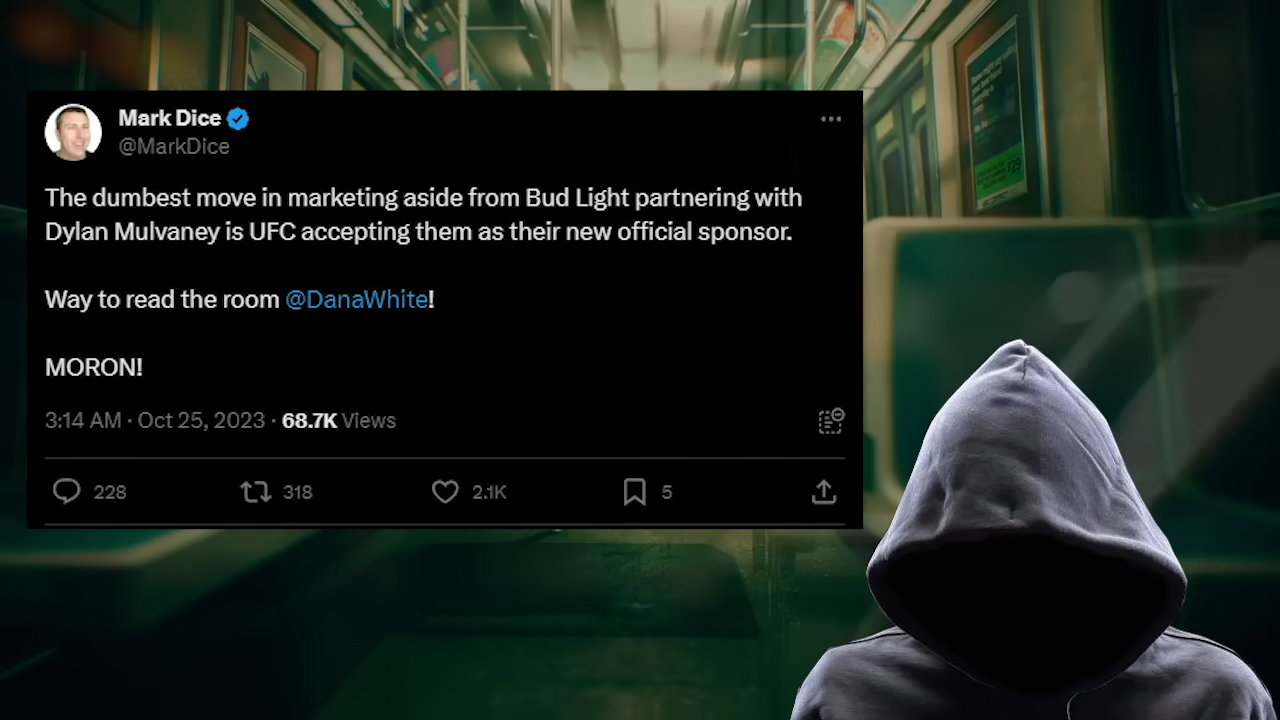 Mark Dice
@MarkDice
The dumbest move in marketing aside from Bud Light partnering with
Dylan Mulvaney is UFC accepting them as their new official sponsor.
Way to read the room @DanaWhite!
MORON!
3:14 AM · Oct 25, 2023 · 68.7K Views
228 318 2.1K 5